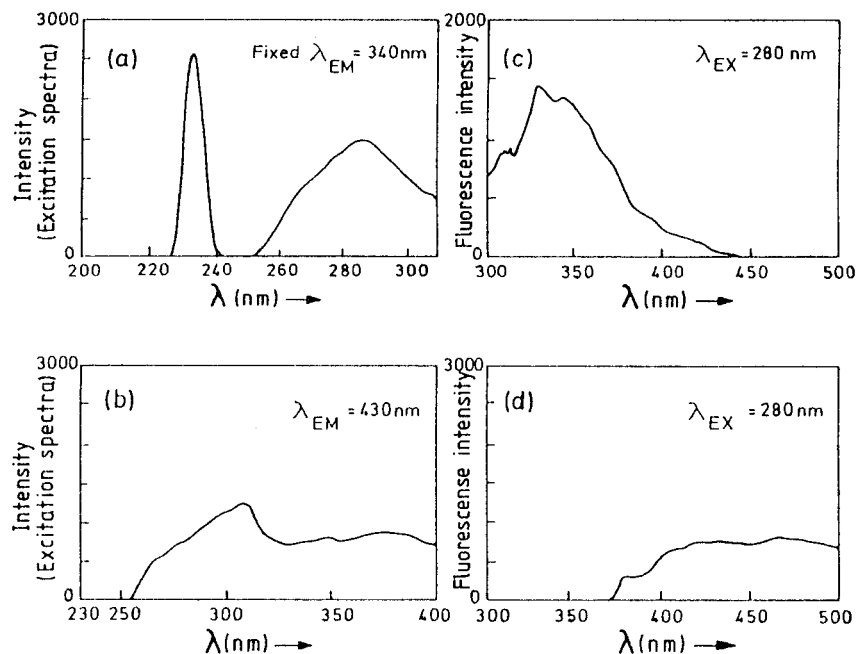 3000
(a)
Fixed λEM = 340nm
Intensity
(Excitation spectra)
0
200 220 240 260 280 300
λ (nm) →
2000
(c)
λEX = 280 nm
Fluorescence intensity
0
300 350 400 450 500
λ (nm) →
3000
(b)
λEM = 430nm
Intensity
(Excitation spectra)
0
230 250 300 350 400
λ (nm) →
3000
(d)
λEX = 280 nm
Fluorescense intensity
0
300 350 400 450 500
λ (nm) →